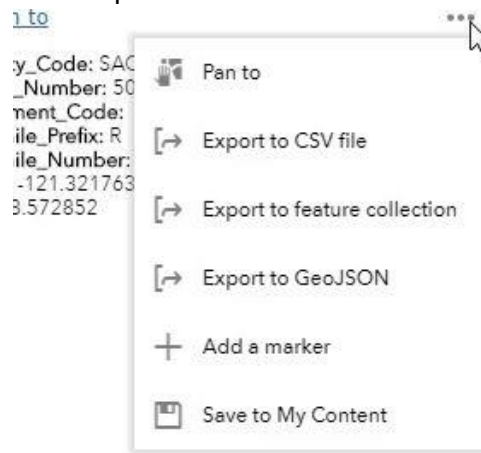 n to
y_Code: SAC
_Number: 50
ment_Code:
ile_Prefix: R
ile_Number:
-121.321763
8.572852
Pan to
Export to CSV file
Export to feature collection
Export to GeoJSON
Add a marker
Save to My Content